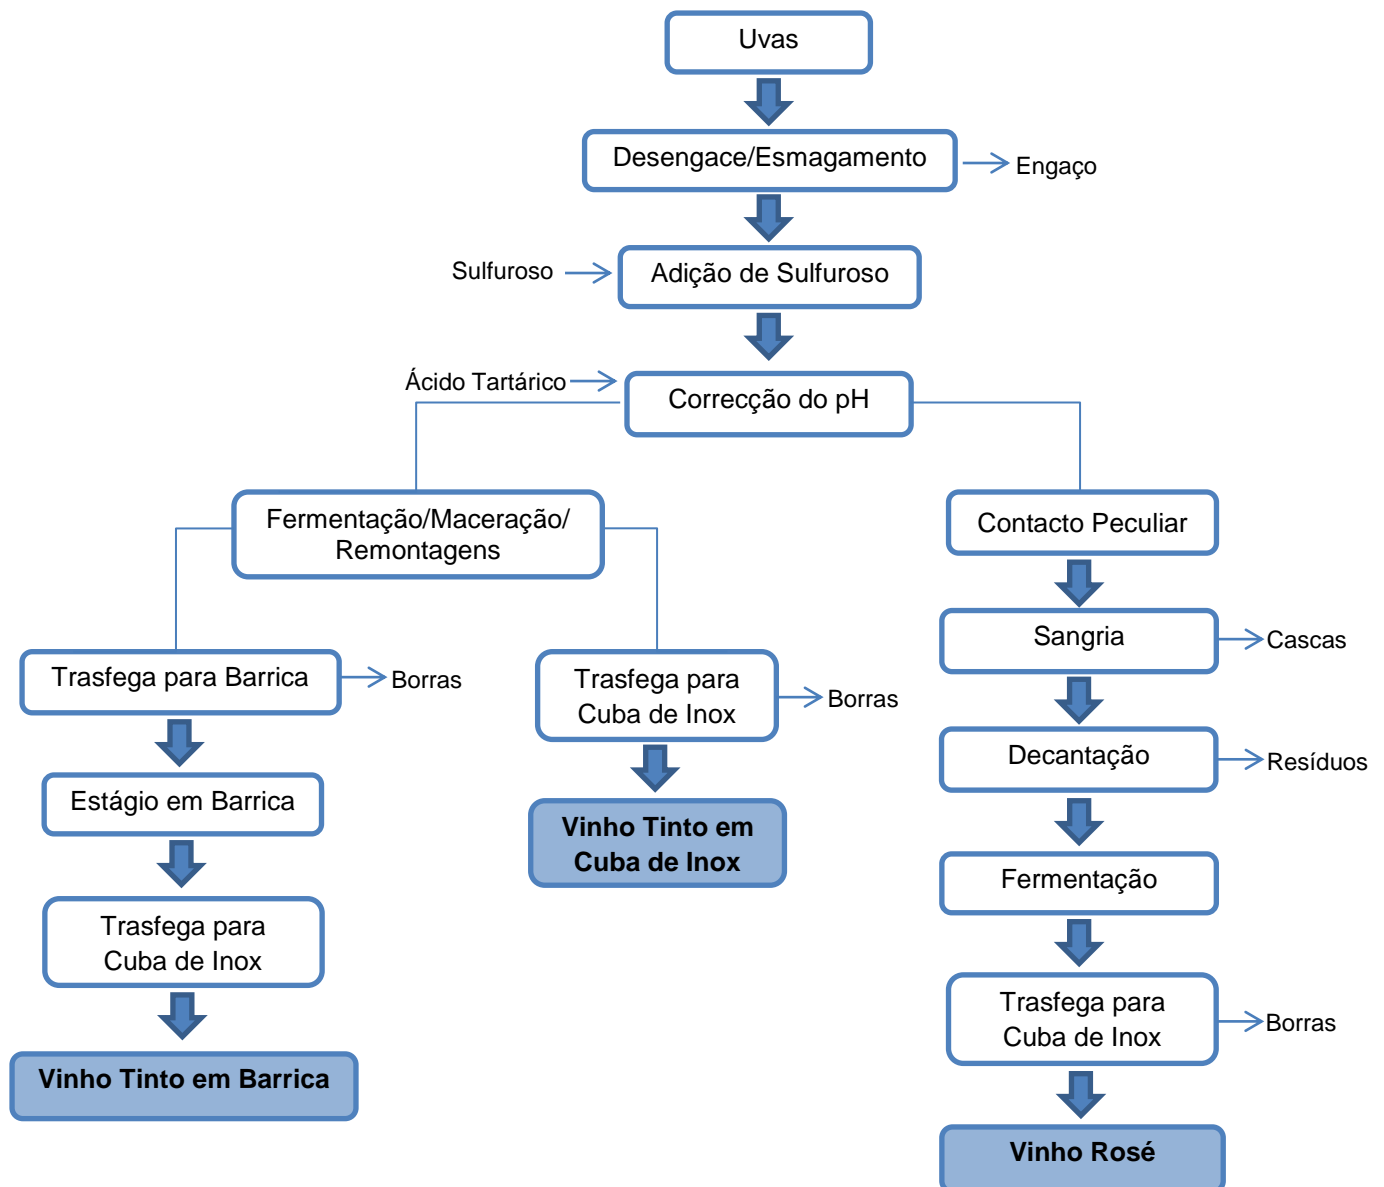 Uvas
Desengace/Esmagamento
Engaço
Sulfuroso
Adição de Sulfuroso
Ácido Tartárico
Correcção do pH
Fermentação/Maceração/
Remontagens
Contacto Peculiar
Trasfega para Barrica
Borras
Trasfega para
Cuba de Inox
Borras
Sangria
Cascas
Estágio em Barrica
Vinho Tinto em
Cuba de Inox
Decantação
Resíduos
Trasfega para
Cuba de Inox
Fermentação
Vinho Tinto em Barrica
Trasfega para
Cuba de Inox
Borras
Vinho Rosé